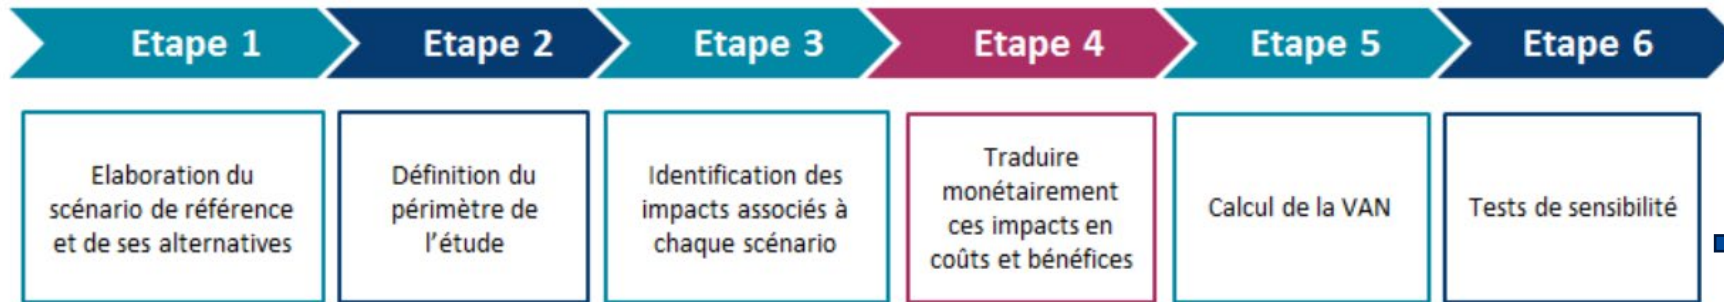 Etape 1
Etape 2
Etape 3
Etape 4
Etape 5
Etape 6
Elaboration du
scénario de référence
et de ses alternatives
Définition du
périmètre de
l'étude
Identification des
impacts associés à
chaque scénario
Traduire
monétairement
ces impacts en
coûts et bénéfices
Calcul de la VAN
Tests de sensibilité